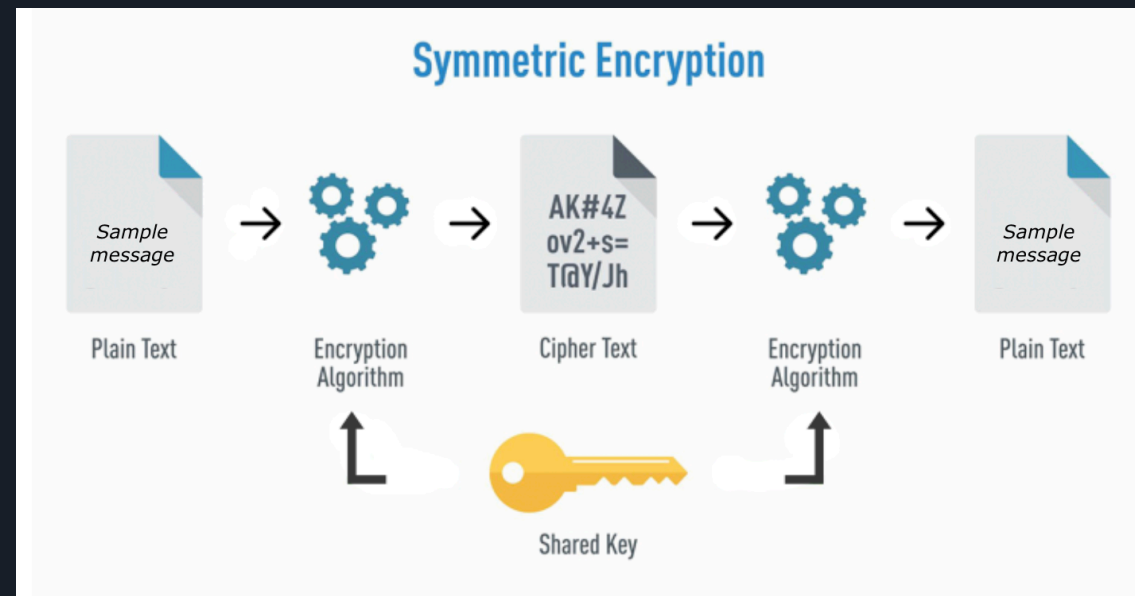 Symmetric Encryption
Sample
message
AK#4Z
ov2+s=
T@Y/Jh
Sample
message
Plain Text
Encryption
Algorithm
Cipher Text
Encryption
Algorithm
Plain Text
Shared Key